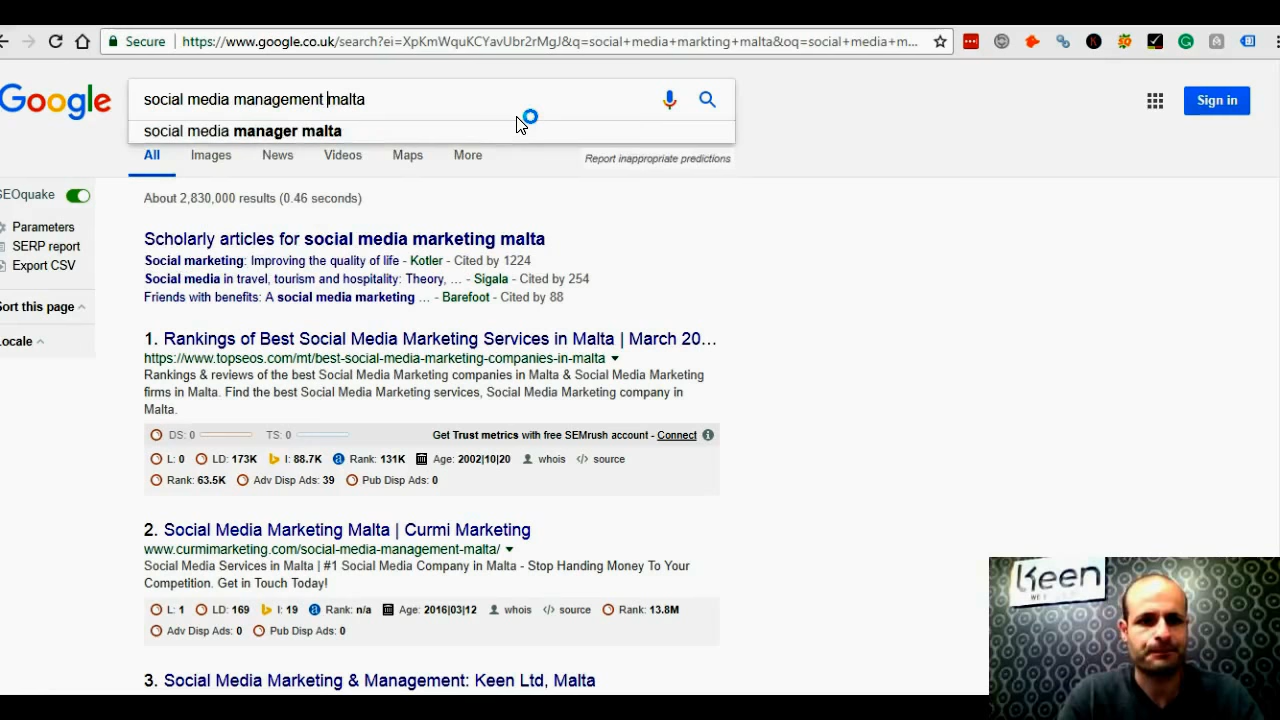 Secure
https://www.google.co.uk/search?ei=XpKmWquKCYavUbr2rMgJ&q=social+media+markting+malta&oq=social+media+m...
Google
social media management malta
Sign in
social media manager malta
All Images News Videos Maps More
Report inappropriate predictions
SEOquake
About 2,830,000 results (0.46 seconds)
Parameters
SERP report
Export CSV
Sort this page
Locale
Scholarly articles for social media marketing malta
Social marketing: Improving the quality of life - Kotler - Cited by 1224
Social media in travel, tourism and hospitality: Theory, ... - Sigala - Cited by 254
Friends with benefits: A social media marketing ... - Barefoot - Cited by 88
1. Rankings of Best Social Media Marketing Services in Malta | March 20...
https://www.topseos.com/mt/best-social-media-marketing-companies-in-malta
Rankings & reviews of the best Social Media Marketing companies in Malta & Social Media Marketing
firms in Malta. Find the best Social Media Marketing services, Social Media Marketing company in
Malta.
DS: 0 TS: 0 Get Trust metrics with free SEMrush account - Connect
L: 0 LD: 173K I: 88.7K Rank: 131K Age: 2002|10|20 whois source
Rank: 63.5K Adv Disp Ads: 39 Pub Disp Ads: 0
2. Social Media Marketing Malta | Curmi Marketing
www.curmimarketing.com/social-media-management-malta/
Social Media Services in Malta | #1 Social Media Company in Malta - Stop Handing Money To Your
Competition. Get in Touch Today!
L: 1 LD: 169 I: 19 Rank: n/a Age: 2016|03|12 whois source Rank: 13.8M
Adv Disp Ads: 0 Pub Disp Ads: 0
3. Social Media Marketing & Management: Keen Ltd, Malta
Keen